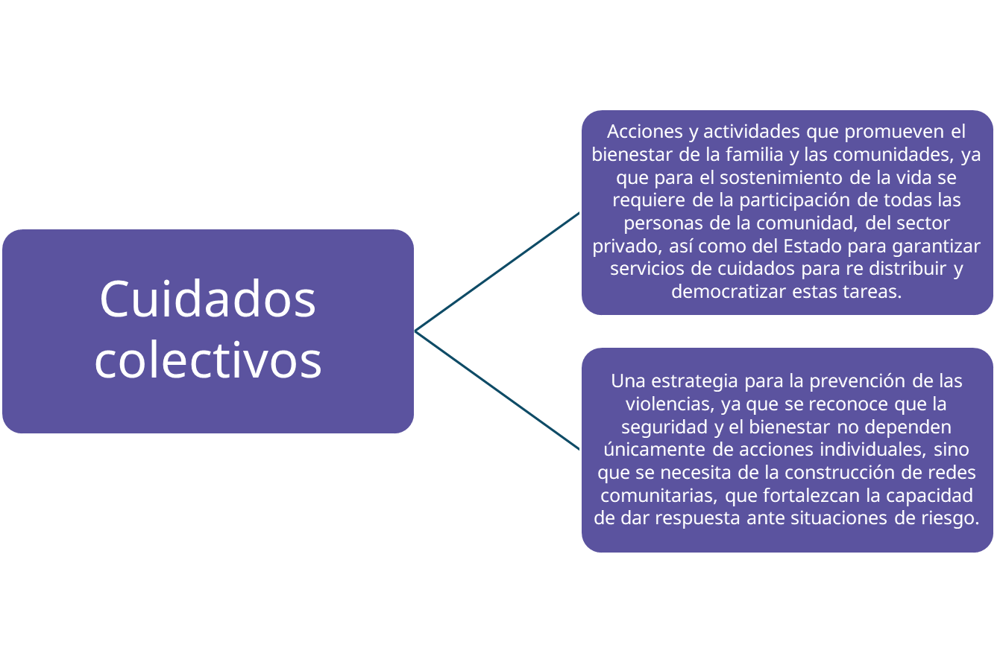 Cuidados
colectivos
Acciones y actividades que promueven el
bienestar de la familia y las comunidades, ya
que para el sostenimiento de la vida se
requiere de la participación de todas las
personas de la comunidad, del sector
privado, así como del Estado para garantizar
servicios de cuidados para re distribuir y
democratizar estas tareas.
Una estrategia para la prevención de las
violencias, ya que se reconoce que la
seguridad y el bienestar no dependen
únicamente de acciones individuales, sino
que se necesita de la construcción de redes
comunitarias, que fortalezcan la capacidad
de dar respuesta ante situaciones de riesgo.